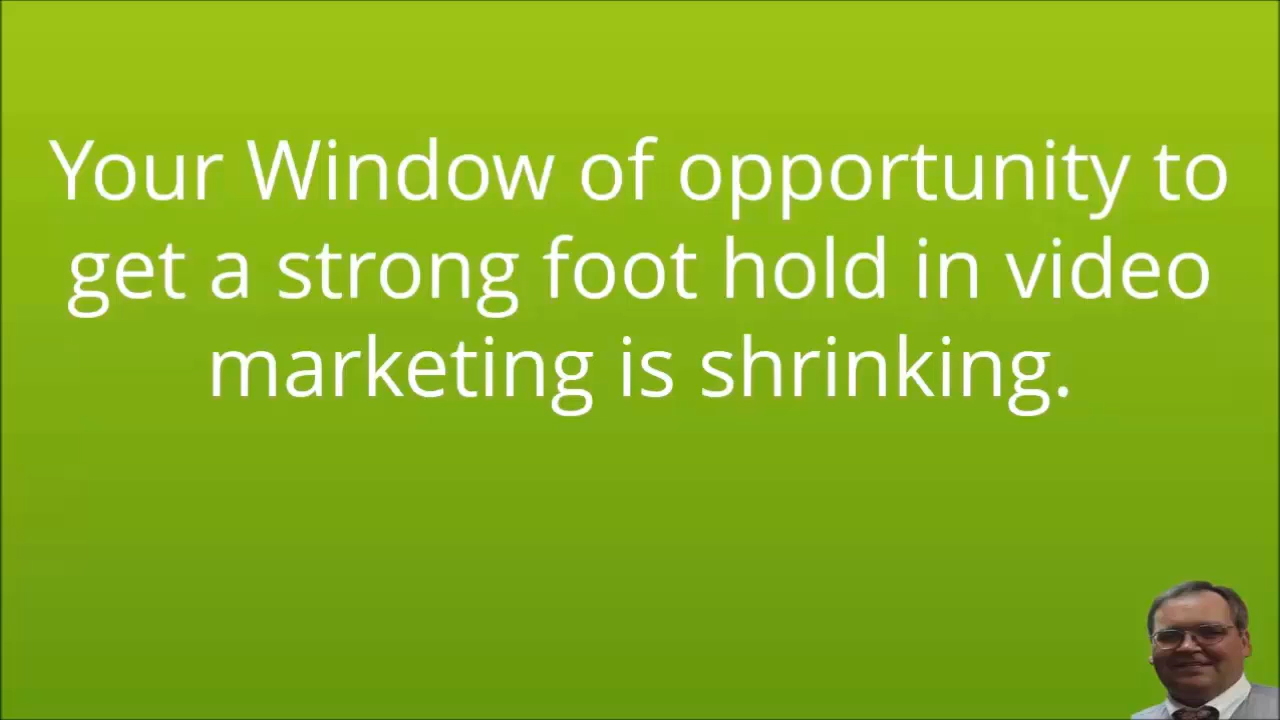 Your Window of opportunity to
get a strong foot hold in video
marketing is shrinking.